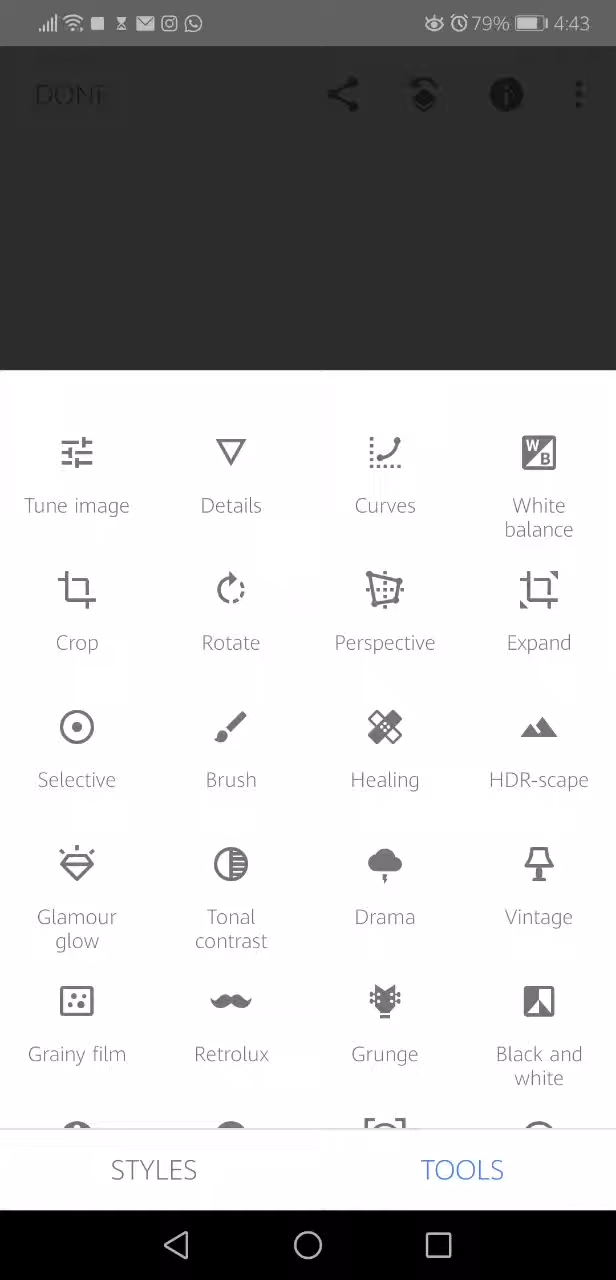 79% 4:43
DONE
Tune image Details Curves White balance
Crop Rotate Perspective Expand
Selective Brush Healing HDR-scape
Glamour glow Tonal contrast Drama Vintage
Grainy film Retrolux Grunge Black and white
STYLES TOOLS